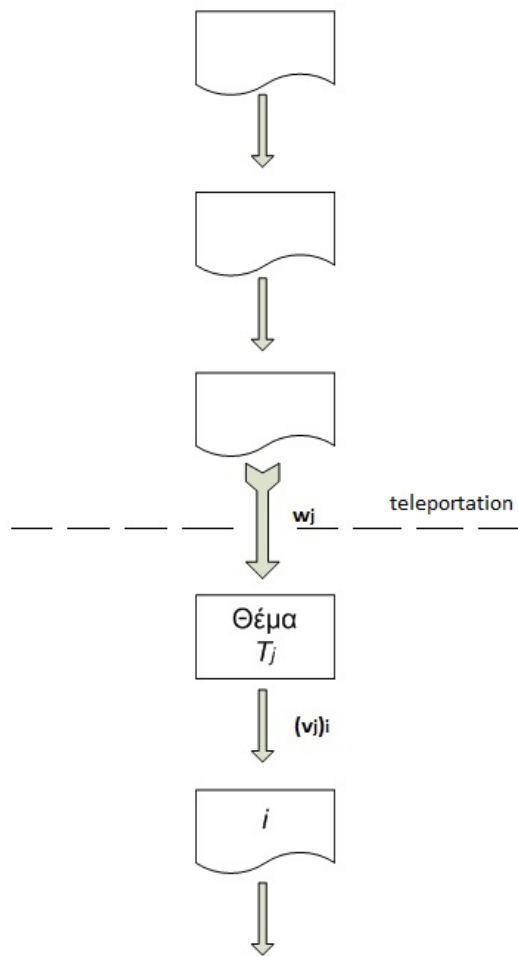 teleportation
wj
Θέμα
Tj
(vj)i
i